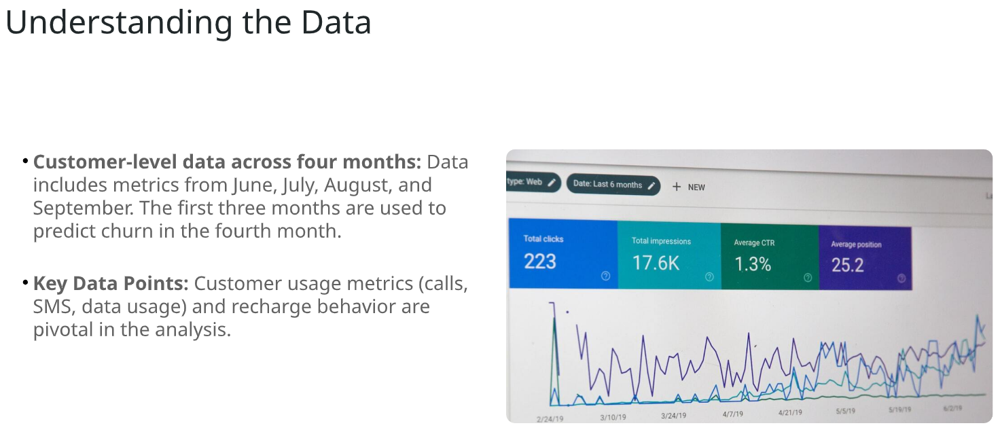 Understanding the Data
• Customer-level data across four months: Data
includes metrics from June, July, August, and
September. The first three months are used to
predict churn in the fourth month.
• Key Data Points: Customer usage metrics (calls,
SMS, data usage) and recharge behavior are
pivotal in the analysis.
type: Web
Date: Last 6 months
+ NEW
Total clicks
223
Total impressions
17.6K
Average CTR
1.3%
Average position
25.2
2/24/19 3/10/19 3/24/19 4/7/19 4/21/19 5/5/19 5/19/19 6/2/19